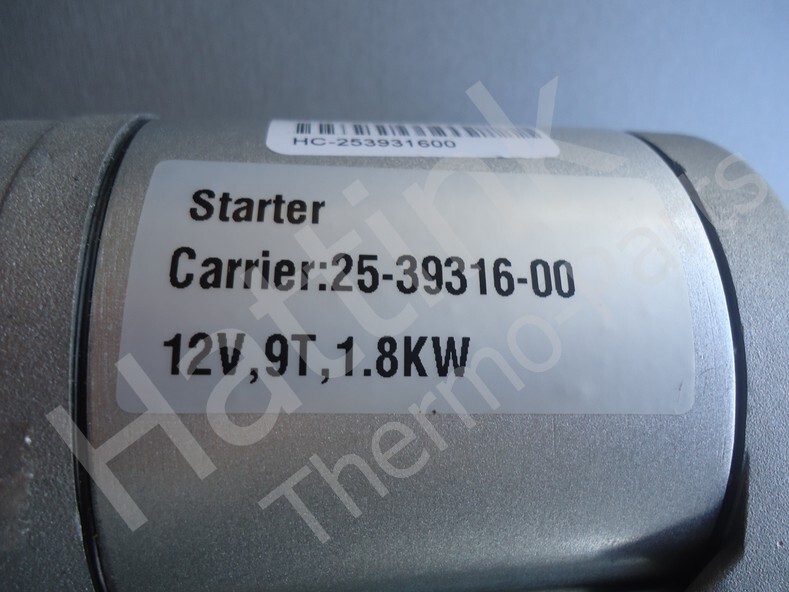 HC-253931600
Starter
Carrier:25-39316-00
12V,9T,1.8KW
Hattink
Thermo-Parts